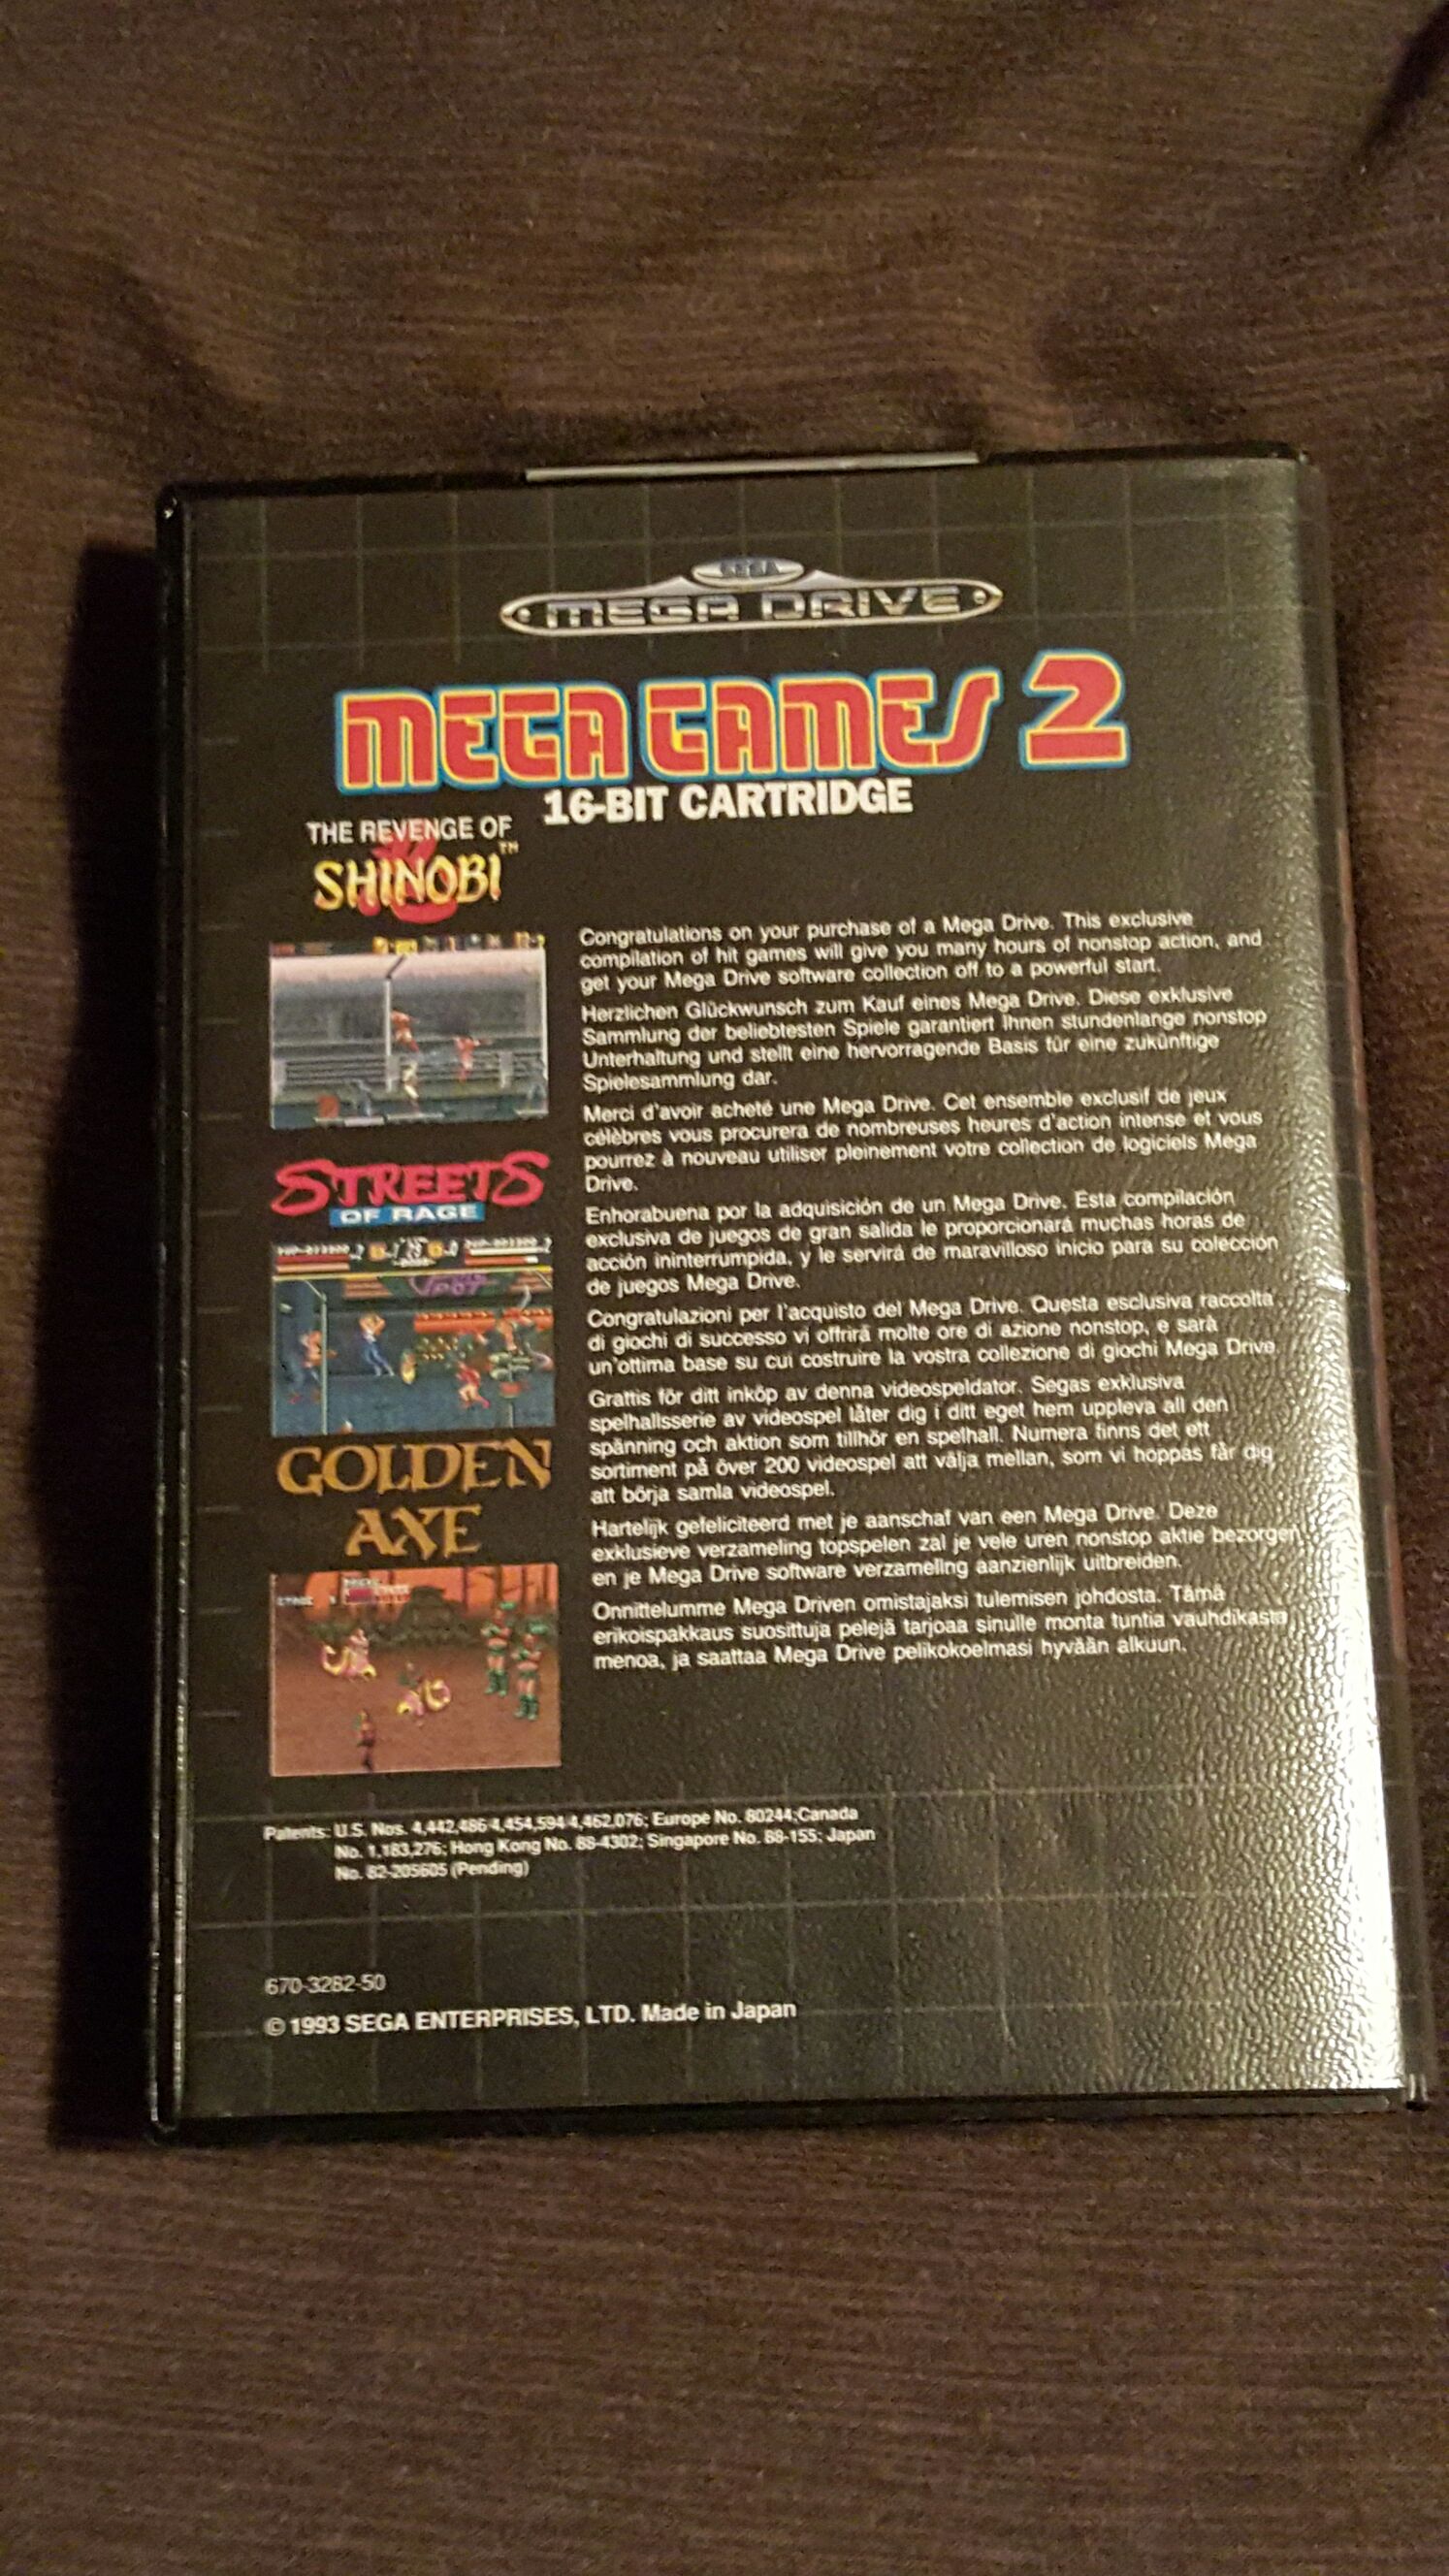 SEGA
MEGA DRIVE
MEGA GAMES 2
16-BIT CARTRIDGE
THE REVENGE OF
SHINOBI™
Congratulations on your purchase of a Mega Drive. This exclusive
compilation of hit games will give you many hours of nonstop action, and
get your Mega Drive software collection off to a powerful start.
Herzlichen Glückwunsch zum Kauf eines Mega Drive. Diese exklusive
Sammlung der beliebtesten Spiele garantiert Ihnen stundenlange nonstop
Unterhaltung und stellt eine hervorragende Basis für eine zukünftige
Spielesammlung dar.
Merci d'avoir acheté une Mega Drive. Cet ensemble exclusif de jeux
célèbres vous procurera de nombreuses heures d'action intense et vous
pourrez à nouveau utiliser pleinement votre collection de logiciels Mega
Drive.
Enhorabuena por la adquisición de un Mega Drive. Esta compilación
exclusiva de juegos de gran salida le proporcionará muchas horas de
acción ininterrumpida, y le servirá de maravilloso inicio para su colección
de juegos Mega Drive.
Congratulazioni per l'acquisto del Mega Drive. Questa esclusiva raccolta
di giochi di successo vi offrirà molte ore di azione nonstop, e sarà
un'ottima base su cui costruire la vostra collezione di giochi Mega Drive.
Grattis för ditt inköp av denna videospeldator. Segas exklusiva
spelhallsserie av videospel låter dig i ditt eget hem uppleva all den
spänning och aktion som tillhör en spelhall. Numera finns det ett
sortiment på över 200 videospel att välja mellan, som vi hoppas får dig
att börja samla videospel.
Hartelijk gefeliciteerd met je aanschaf van een Mega Drive. Deze
exklusieve verzameling topspelen zal je vele uren nonstop aktie bezorgen
en je Mega Drive software verzameling aanzienlijk uitbreiden.
Onnittelumme Mega Driven omistajaksi tulemisen johdosta. Tämä
erikoispakkaus suosittuja pelejä tarjoaa sinulle monta tuntia vauhdikasta
menoa, ja saattaa Mega Drive pelikokoelmasi hyvään alkuun.
STREETS
OF RAGE
GOLDEN
AXE
Patents: U.S. Nos. 4,442,486 4,454,594 4,462,076; Europe No. 80244;Canada
No. 1,183,276; Hong Kong No. 88-4302; Singapore No. 88-155; Japan
No. 82-205605 (Pending)
670-3282-50
© 1993 SEGA ENTERPRISES, LTD. Made in Japan